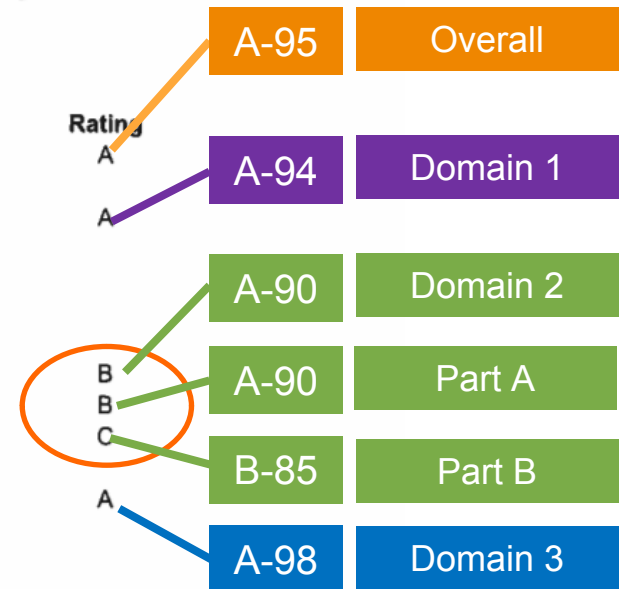 A-95 Overall
Rating
A
A-94 Domain 1
A
A-90 Domain 2
B
A-90 Part A
B
C
B-85 Part B
A
A-98 Domain 3